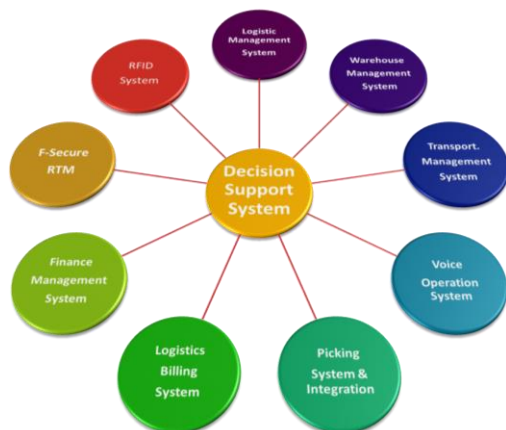 Logistic
Management
System
Warehouse
Management
System
Transport.
Management
System
Voice
Operation
System
Picking
System &
Integration
Logistics
Billing
System
Finance
Management
System
F-Secure
RTM
RFID
System
Decision
Support
System